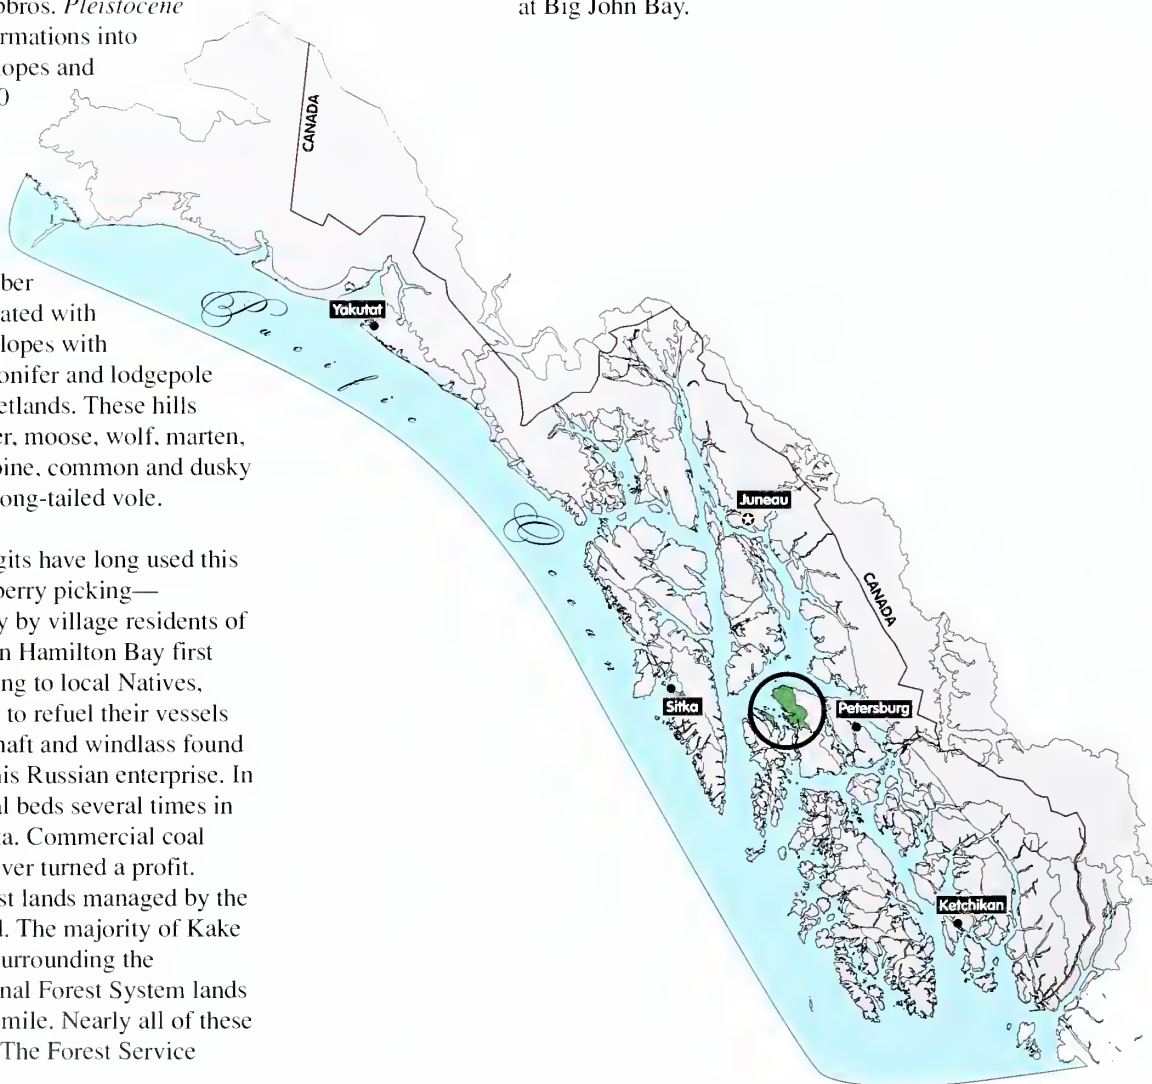 bbros. Pleistocene
rmations into
opes and
0
ber
ated with
lopes with
onifer and lodgepole
etlands. These hills
er, moose, wolf, marten,
pine, common and dusky
ong-tailed vole.
gits have long used this
berry picking—
y by village residents of
n Hamilton Bay first
ng to local Natives,
to refuel their vessels
haft and windlass found
his Russian enterprise. In
al beds several times in
ta. Commercial coal
ver turned a profit.
st lands managed by the
l. The majority of Kake
urrounding the
nal Forest System lands
mile. Nearly all of these
The Forest Service
at Big John Bay.
CANADA
Yakutat
Pacific
Ocean
Juneau
CANADA
Sitka
Petersburg
Ketchikan